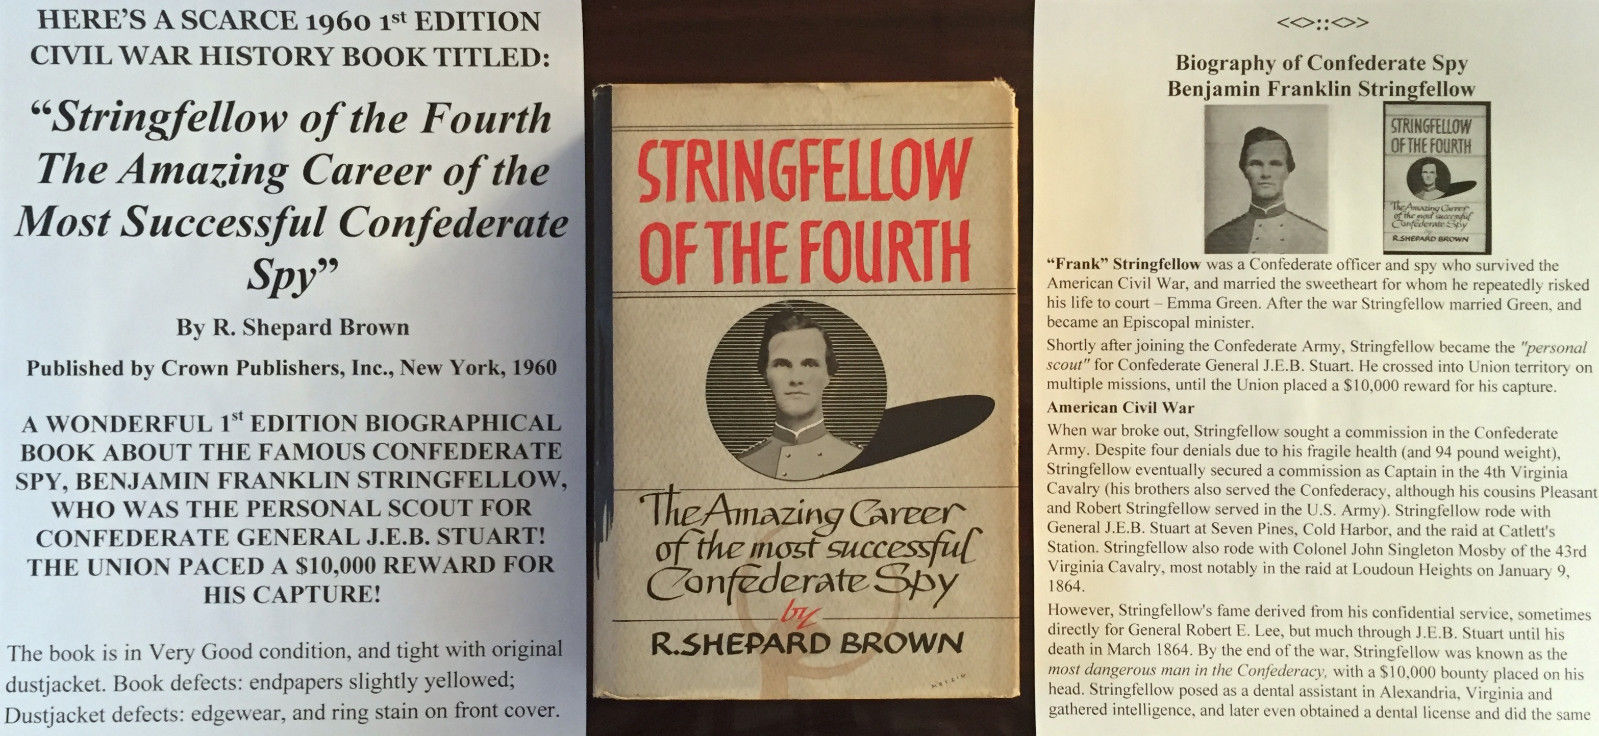 HERE'S A SCARCE 1960 1st EDITION
CIVIL WAR HISTORY BOOK TITLED:
“Stringfellow of the Fourth
The Amazing Career of the
Most Successful Confederate
Spy”
By R. Shepard Brown
Published by Crown Publishers, Inc., New York, 1960
A WONDERFUL 1st EDITION BIOGRAPHICAL
BOOK ABOUT THE FAMOUS CONFEDERATE
SPY, BENJAMIN FRANKLIN STRINGFELLOW,
WHO WAS THE PERSONAL SCOUT FOR
CONFEDERATE GENERAL J.E.B. STUART!
THE UNION PACED A $10,000 REWARD FOR
HIS CAPTURE!
The book is in Very Good condition, and tight with original
dustjacket. Book defects: endpapers slightly yellowed;
Dustjacket defects: edgewear, and ring stain on front cover.
STRINGFELLOW
OF THE FOURTH
The Amazing Career
of the most successful
Confederate Spy
by
R. SHEPARD BROWN
<<>::<>>
Biography of Confederate Spy
Benjamin Franklin Stringfellow
STRINGFELLOW
OF THE FOURTH
The Amazing Career
of the most successful
Confederate Spy
R. SHEPARD BROWN
“Frank” Stringfellow was a Confederate officer and spy who survived the
American Civil War, and married the sweetheart for whom he repeatedly risked
his life to court – Emma Green. After the war Stringfellow married Green, and
became an Episcopal minister.
Shortly after joining the Confederate Army, Stringfellow became the "personal
scout" for Confederate General J.E.B. Stuart. He crossed into Union territory on
multiple missions, until the Union placed a $10,000 reward for his capture.
American Civil War
When war broke out, Stringfellow sought a commission in the Confederate
Army. Despite four denials due to his fragile health (and 94 pound weight),
Stringfellow eventually secured a commission as Captain in the 4th Virginia
Cavalry (his brothers also served the Confederacy, although his cousins Pleasant
and Robert Stringfellow served in the U.S. Army). Stringfellow rode with
General J.E.B. Stuart at Seven Pines, Cold Harbor, and the raid at Catlett's
Station. Stringfellow also rode with Colonel John Singleton Mosby of the 43rd
Virginia Cavalry, most notably in the raid at Loudoun Heights on January 9,
1864.
However, Stringfellow's fame derived from his confidential service, sometimes
directly for General Robert E. Lee, but much through J.E.B. Stuart until his
death in March 1864. By the end of the war, Stringfellow was known as the
most dangerous man in the Confederacy, with a $10,000 bounty placed on his
head. Stringfellow posed as a dental assistant in Alexandria, Virginia and
gathered intelligence, and later even obtained a dental license and did the same